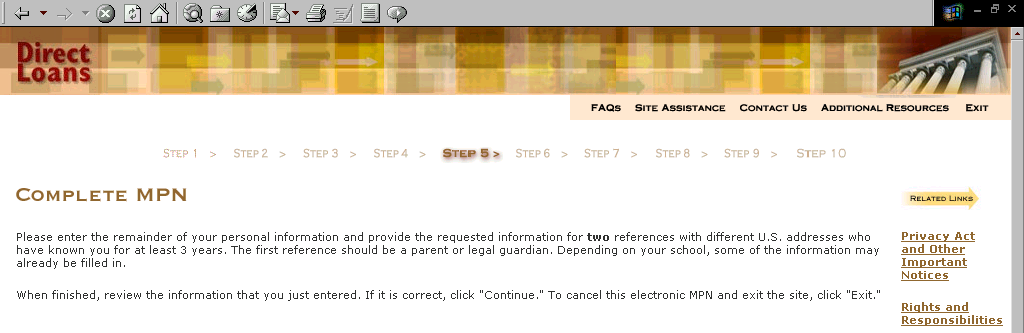 Direct
Loans
FAQs Site Assistance Contact Us Additional Resources Exit
Step 1 > Step 2 > Step 3 > Step 4 > Step 5 > Step 6 > Step 7 > Step 8 > Step 9 > Step 10
Complete MPN
Related Links
Please enter the remainder of your personal information and provide the requested information for two references with different U.S. addresses who
have known you for at least 3 years. The first reference should be a parent or legal guardian. Depending on your school, some of the information may
already be filled in.
When finished, review the information that you just entered. If it is correct, click "Continue." To cancel this electronic MPN and exit the site, click "Exit."
Privacy Act
and Other
Important
Notices
Rights and
Responsibilities